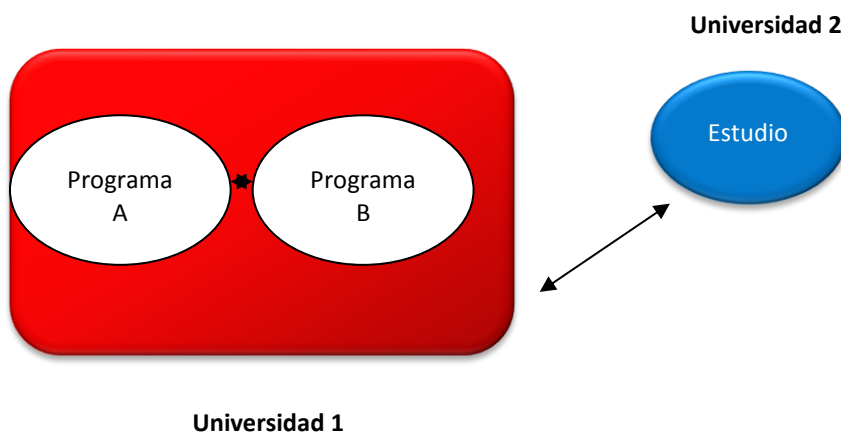 Universidad 2
Estudio
Programa
A
Programa
B
Universidad 1